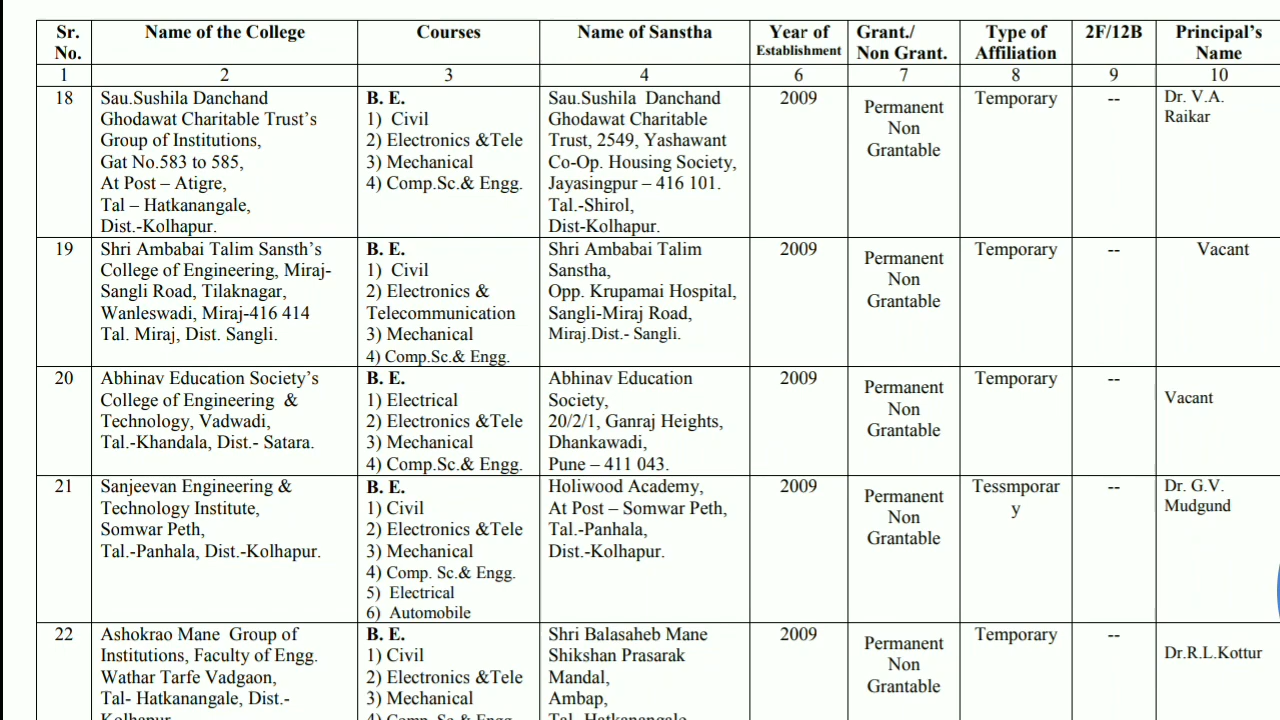 Sr. No. Name of the College Courses Name of Sanstha Year of Establishment Grant./ Non Grant. Type of Affiliation 2F/12B Principal's Name
1 2 3 4 6 7 8 9 10
18
Sau.Sushila Danchand
Ghodawat Charitable Trust's
Group of Institutions,
Gat No.583 to 585,
At Post – Atigre,
Tal – Hatkanangale,
Dist.-Kolhapur.
B. E.
1) Civil
2) Electronics &Tele
3) Mechanical
4) Comp.Sc.& Engg.
Sau.Sushila Danchand
Ghodawat Charitable
Trust, 2549, Yashawant
Co-Op. Housing Society,
Jayasingpur – 416 101.
Tal.-Shirol,
Dist-Kolhapur.
2009
Permanent
Non
Grantable
Temporary
--
Dr. V.A.
Raikar
19
Shri Ambabai Talim Sansth's
College of Engineering, Miraj-
Sangli Road, Tilaknagar,
Wanleswadi, Miraj-416 414
Tal. Miraj, Dist. Sangli.
B. E.
1) Civil
2) Electronics &
Telecommunication
3) Mechanical
4) Comp.Sc.& Engg.
Shri Ambabai Talim
Sanstha,
Opp. Krupamai Hospital,
Sangli-Miraj Road,
Miraj.Dist.- Sangli.
2009
Permanent
Non
Grantable
Temporary
--
Vacant
20
Abhinav Education Society's
College of Engineering &
Technology, Vadwadi,
Tal.-Khandala, Dist.- Satara.
B. E.
1) Electrical
2) Electronics &Tele
3) Mechanical
4) Comp.Sc.& Engg.
Abhinav Education
Society,
20/2/1, Ganraj Heights,
Dhankawadi,
Pune – 411 043.
2009
Permanent
Non
Grantable
Temporary
--
Vacant
21
Sanjeevan Engineering &
Technology Institute,
Somwar Peth,
Tal.-Panhala, Dist.-Kolhapur.
B. E.
1) Civil
2) Electronics &Tele
3) Mechanical
4) Comp. Sc.& Engg.
5) Electrical
6) Automobile
Holiwood Academy,
At Post – Somwar Peth,
Tal.-Panhala,
Dist.-Kolhapur.
2009
Permanent
Non
Grantable
Tessmporar
y
--
Dr. G.V.
Mudgund
22
Ashokrao Mane Group of
Institutions, Faculty of Engg.
Wathar Tarfe Vadgaon,
Tal- Hatkanangale, Dist.-
Kolhapur
B. E.
1) Civil
2) Electronics &Tele
3) Mechanical
4) Comp.Sc.& Engg.
Shri Balasaheb Mane
Shikshan Prasarak
Mandal,
Ambap,
Tal. Hatkanangale
2009
Permanent
Non
Grantable
Temporary
--
Dr.R.L.Kottur